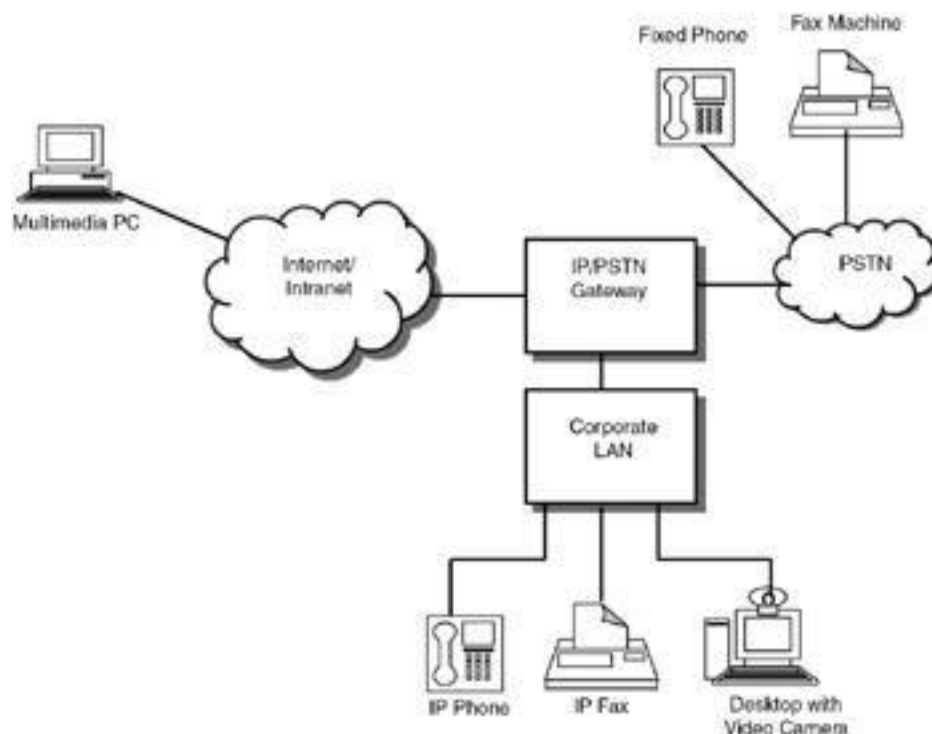 Fax Machine
Fixed Phone
Multimedia PC
Internet/
Intranet
IP/PSTN
Gateway
PSTN
Corporate
LAN
IP Phone
IP Fax
Desktop with
Video Camera